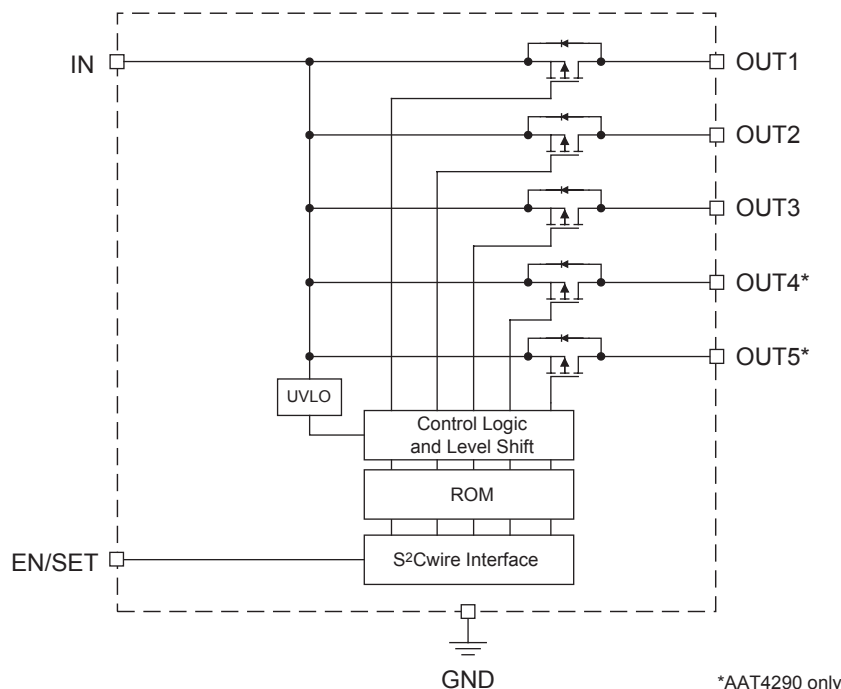 IN
OUT1
OUT2
OUT3
OUT4*
OUT5*
UVLO
Control Logic
and Level Shift
ROM
EN/SET
S²Cwire Interface
GND
*AAT4290 only